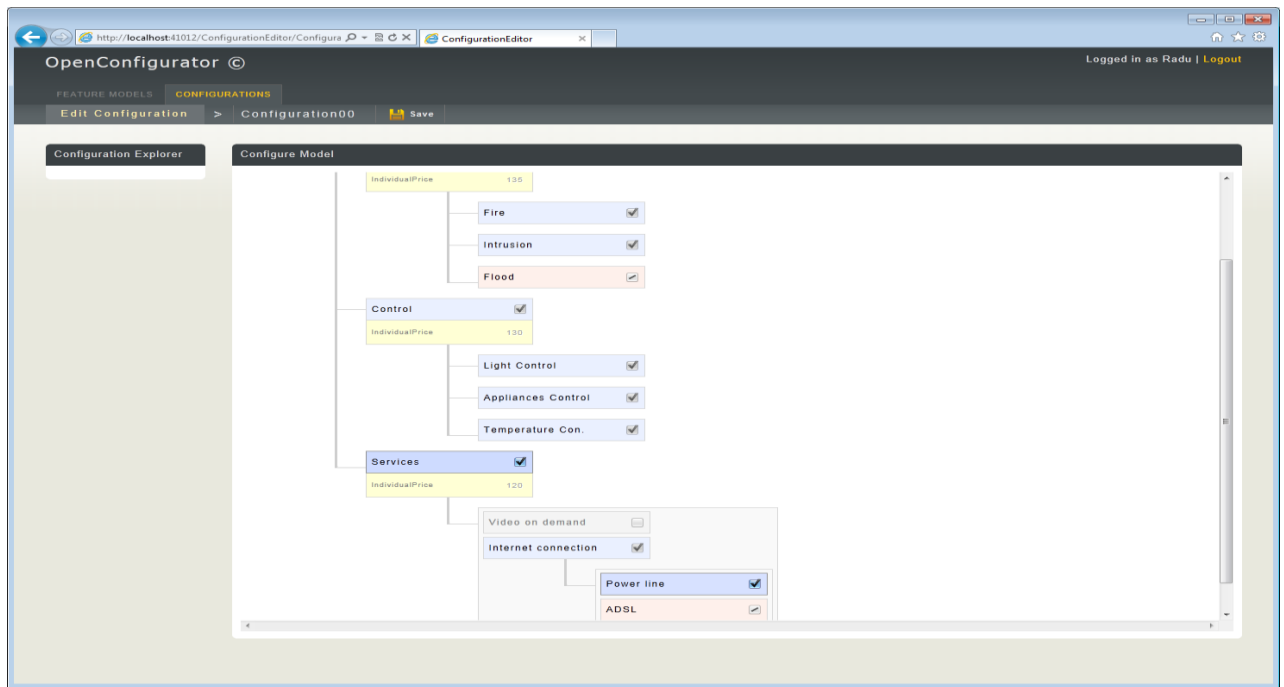 http://localhost:41012/ConfigurationEditor/Configura
ConfigurationEditor
OpenConfigurator ©
Logged in as Radu | Logout
FEATURE MODELS CONFIGURATIONS
Edit Configuration > Configuration00 Save
Configuration Explorer
Configure Model
IndividualPrice 135
Fire
Intrusion
Flood
Control
IndividualPrice 130
Light Control
Appliances Control
Temperature Con.
Services
IndividualPrice 120
Video on demand
Internet connection
Power line
ADSL